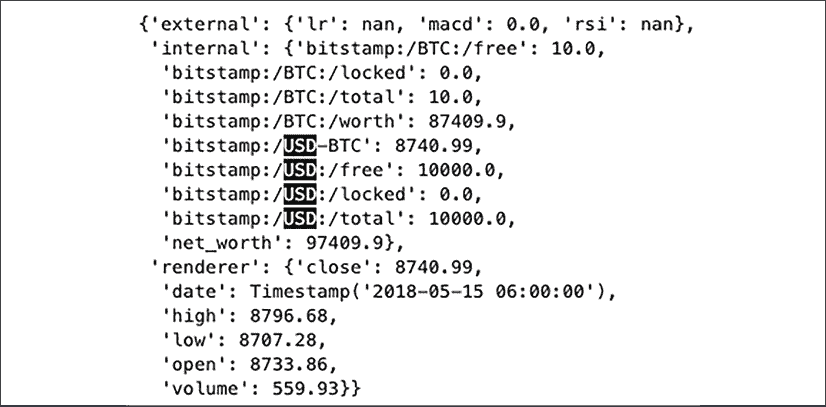 {'external': {'lr': nan, 'macd': 0.0, 'rsi': nan},
'internal': {'bitstamp:/BTC:/free': 10.0,
'bitstamp:/BTC:/locked': 0.0,
'bitstamp:/BTC:/total': 10.0,
'bitstamp:/BTC:/worth': 87409.9,
'bitstamp:/USD-BTC': 8740.99,
'bitstamp:/USD:/free': 10000.0,
'bitstamp:/USD:/locked': 0.0,
'bitstamp:/USD:/total': 10000.0,
'net_worth': 97409.9},
'renderer': {'close': 8740.99,
'date': Timestamp('2018-05-15 06:00:00'),
'high': 8796.68,
'low': 8707.28,
'open': 8733.86,
'volume': 559.93}}